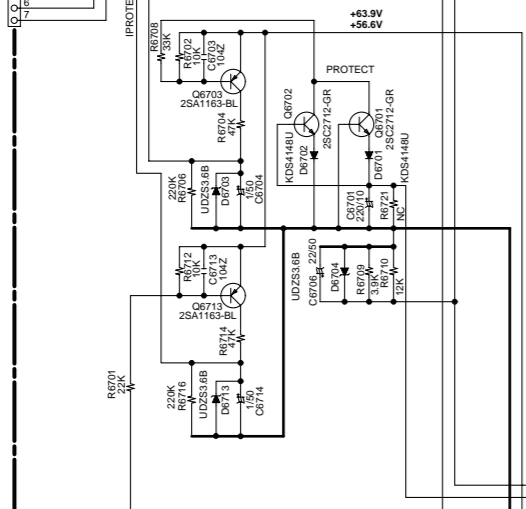 6
7
IPROTE
+63.9V
+56.6V
R6708
33K
R6702
10K
C6703
104Z
Q6703
2SA1163-BL
R6704
47K
PROTECT
Q6702
2SC2712-GR
Q6701
2SC2712-GR
KDS4148U
D6702
D6701
KDS4148U
220K
R6706
UDZS3.6B
D6703
1/50
C6704
C6701
220/10
R6721
NC
R6712
10K
C6713
104Z
Q6713
2SA1163-BL
R6714
47K
UDZS3.6B
22/50
C6706
D6704
R6709
3.9K
R6710
12K
R6701
22K
220K
R6716
UDZS3.6B
D6713
1/50
C6714